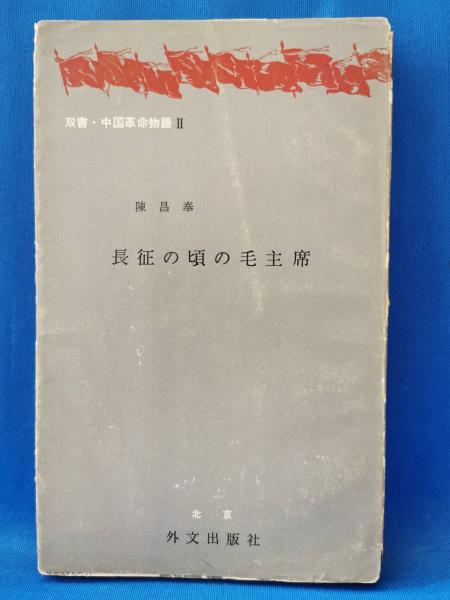 双書・中国革命物語 II
陳昌奉
長征の頃の毛主席
北京
外文出版社